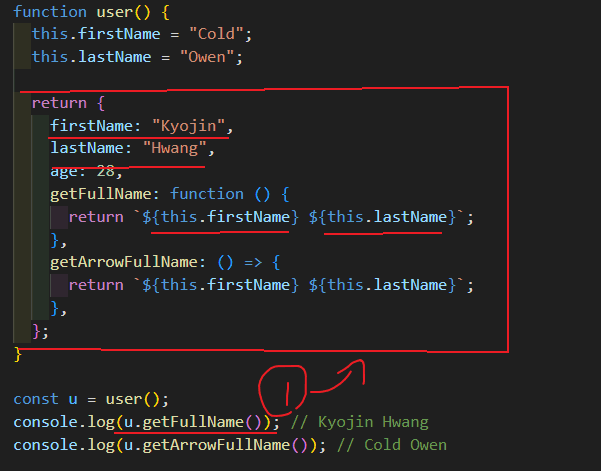 function user() {
  this.firstName = "Cold";
  this.lastName = "Owen";

  return {
    firstName: "Kyojin",
    lastName: "Hwang",
    age: 28,
    getFullName: function () {
      return `${this.firstName} ${this.lastName}`;
    },
    getArrowFullName: () => {
      return `${this.firstName} ${this.lastName}`;
    },
  };
}
1
const u = user();
console.log(u.getFullName()); // Kyojin Hwang
console.log(u.getArrowFullName()); // Cold Owen